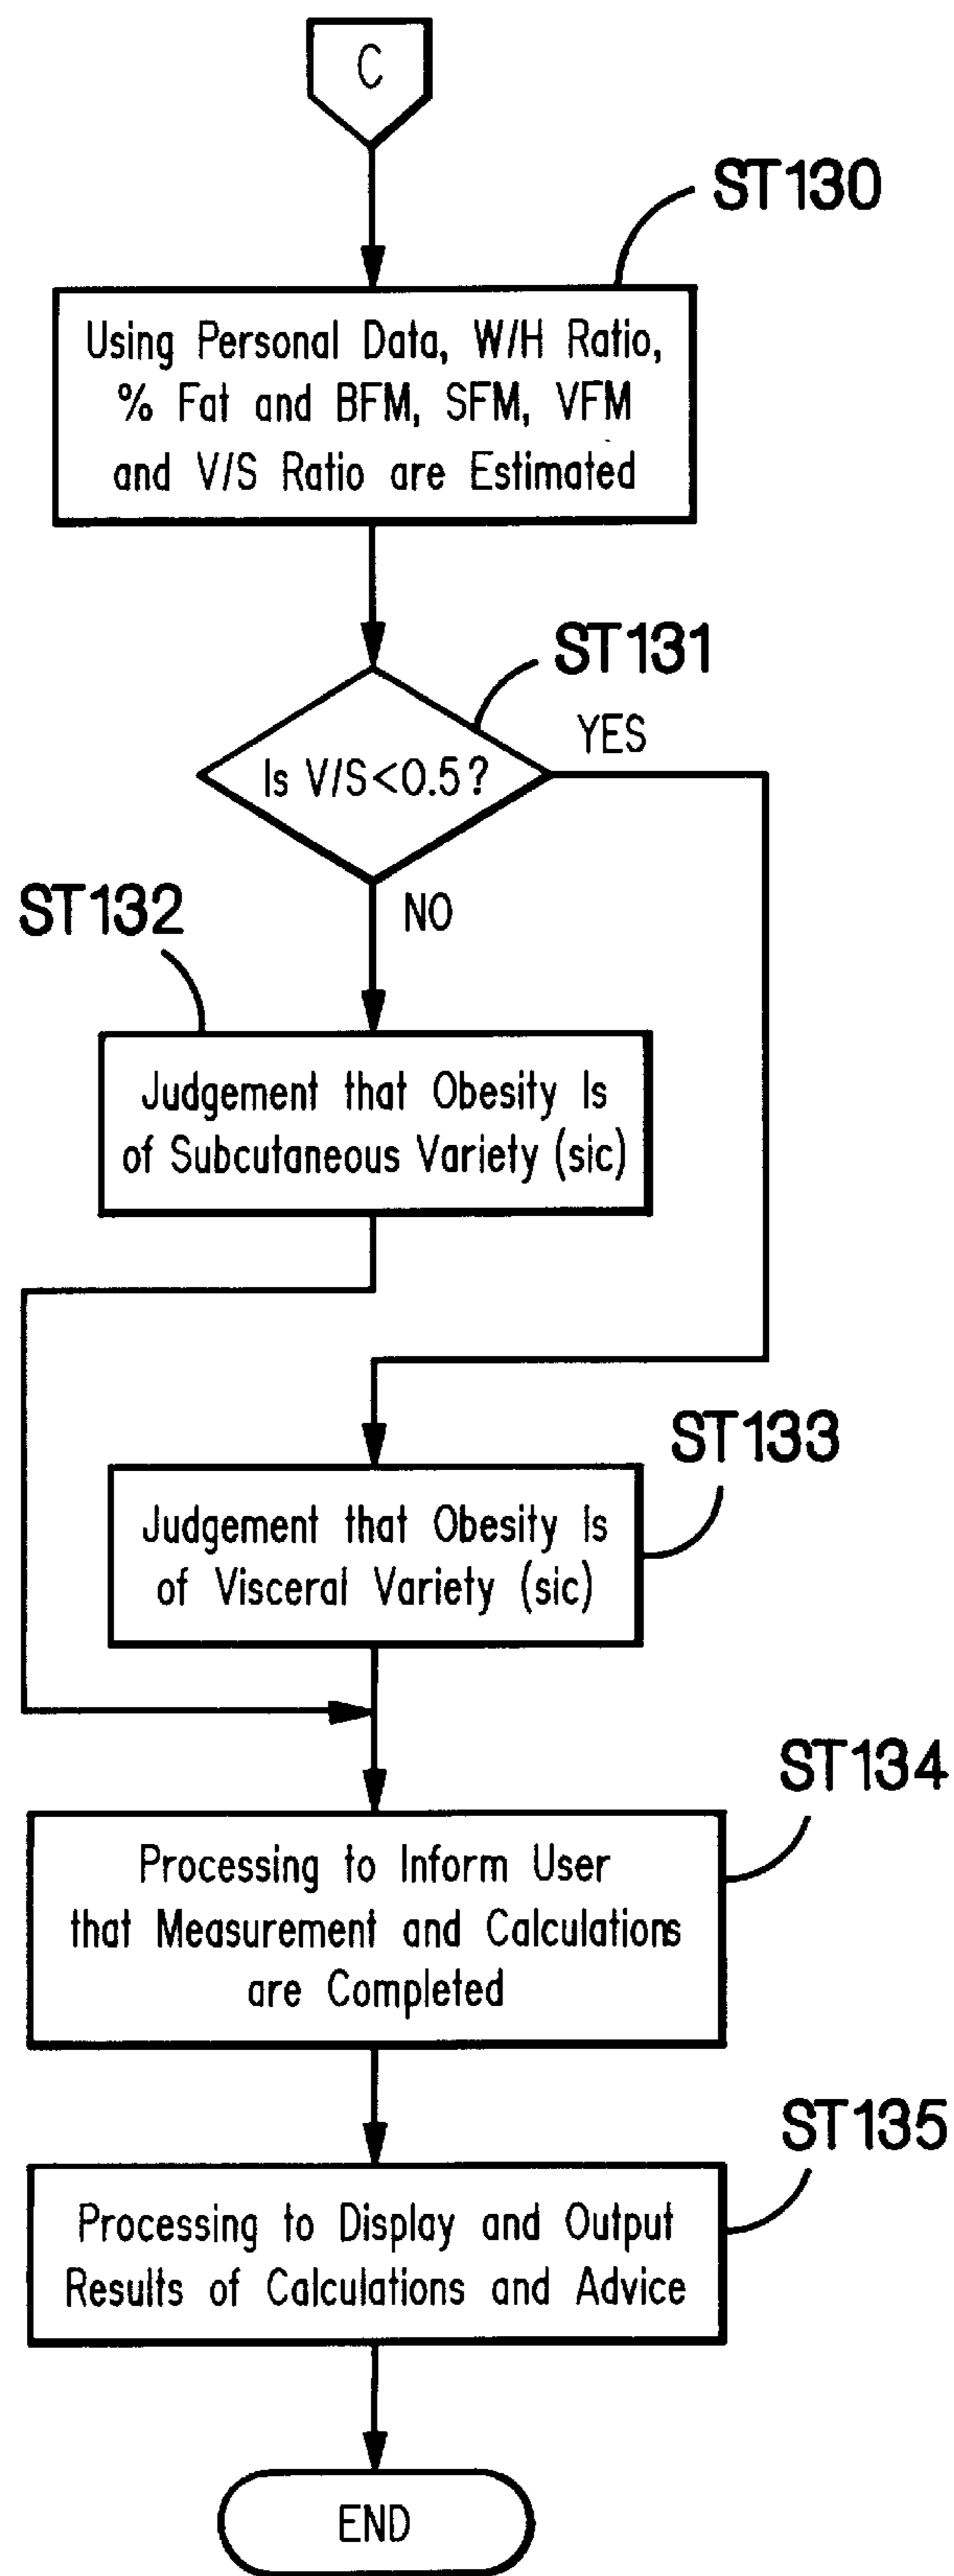 C
ST130
Using Personal Data, W/H Ratio,
% Fat and BFM, SFM, VFM
and V/S Ratio are Estimated
ST131
YES
Is V/S<0.5?
NO
ST132
Judgement that Obesity Is
of Subcutaneous Variety (sic)
ST133
Judgement that Obesity Is
of Visceral Variety (sic)
ST134
Processing to Inform User
that Measurement and Calculations
are Completed
ST135
Processing to Display and Output
Results of Calculations and Advice
END